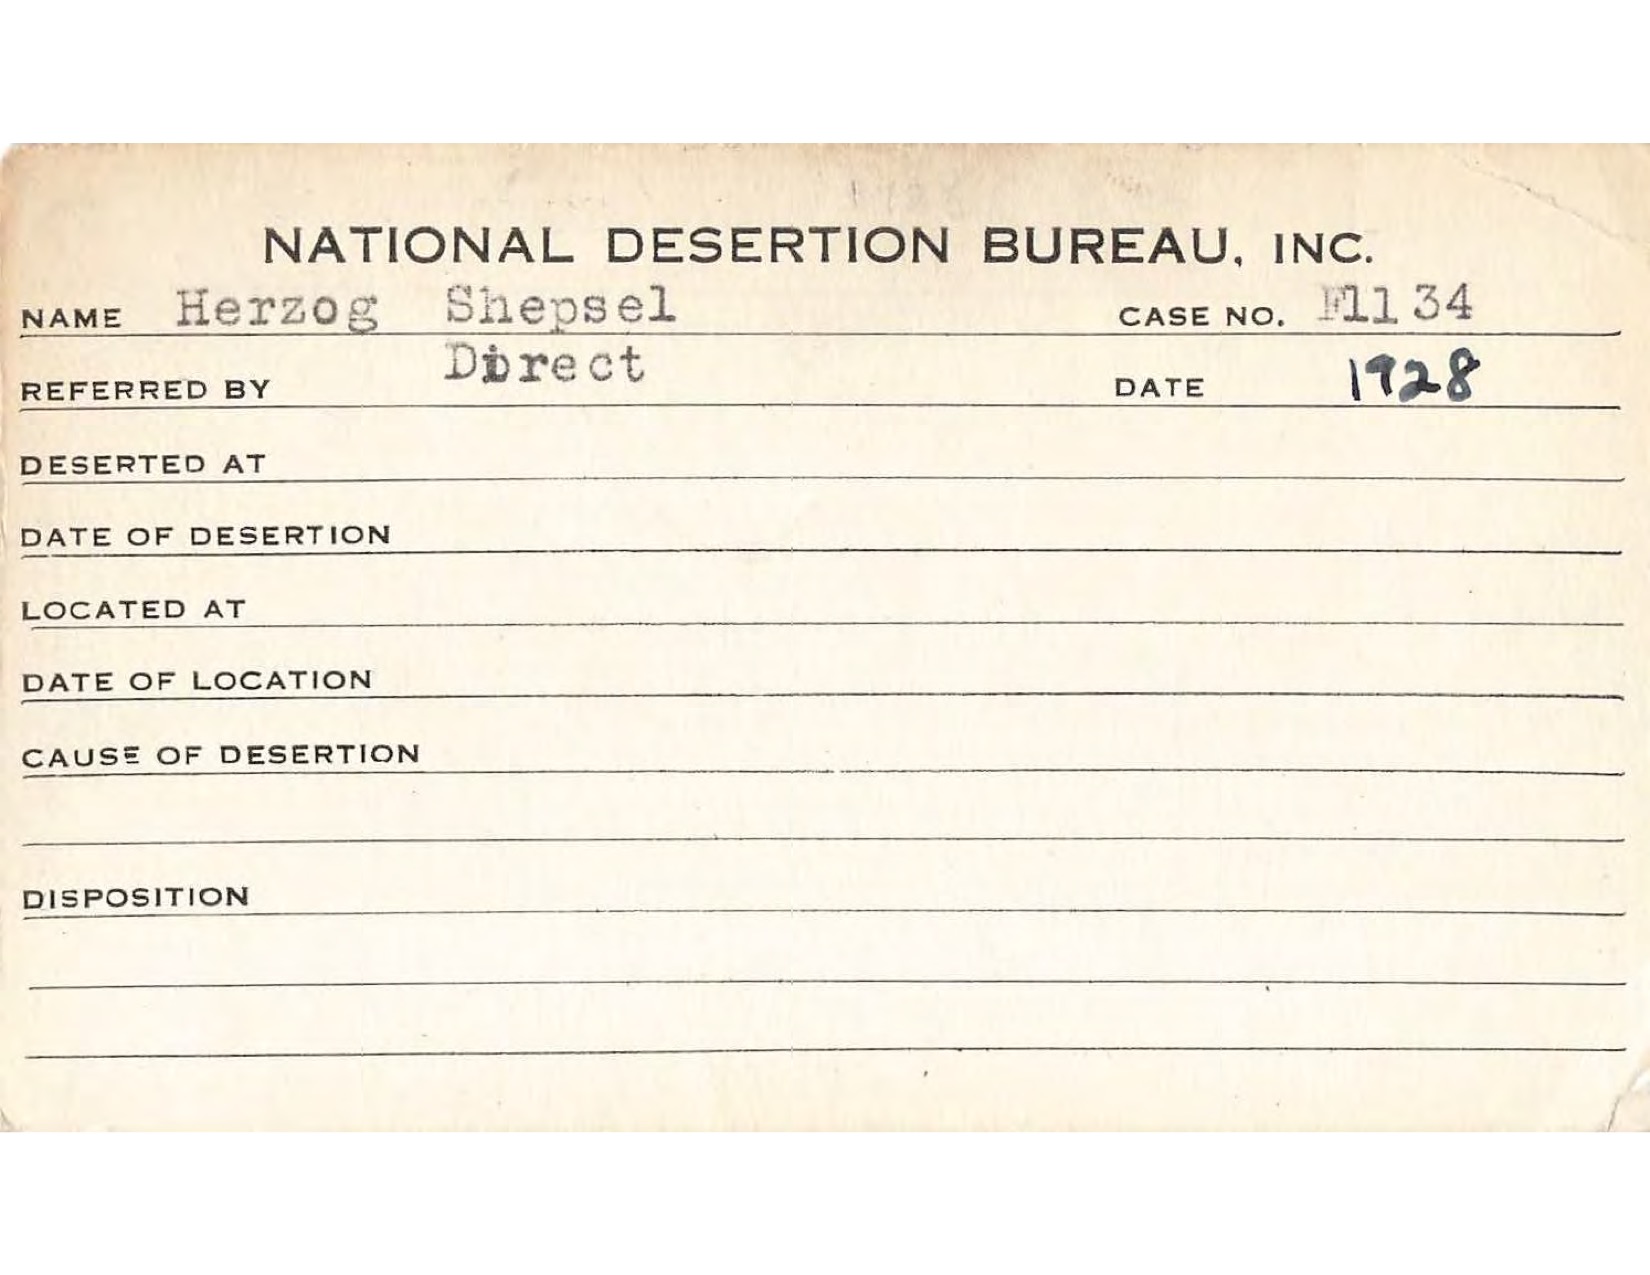 NATIONAL DESERTION BUREAU, INC.
NAME Herzog Shepsel CASE NO. F1134
REFERRED BY Direct DATE 1928
DESERTED AT
DATE OF DESERTION
LOCATED AT
DATE OF LOCATION
CAUSE OF DESERTION
DISPOSITION